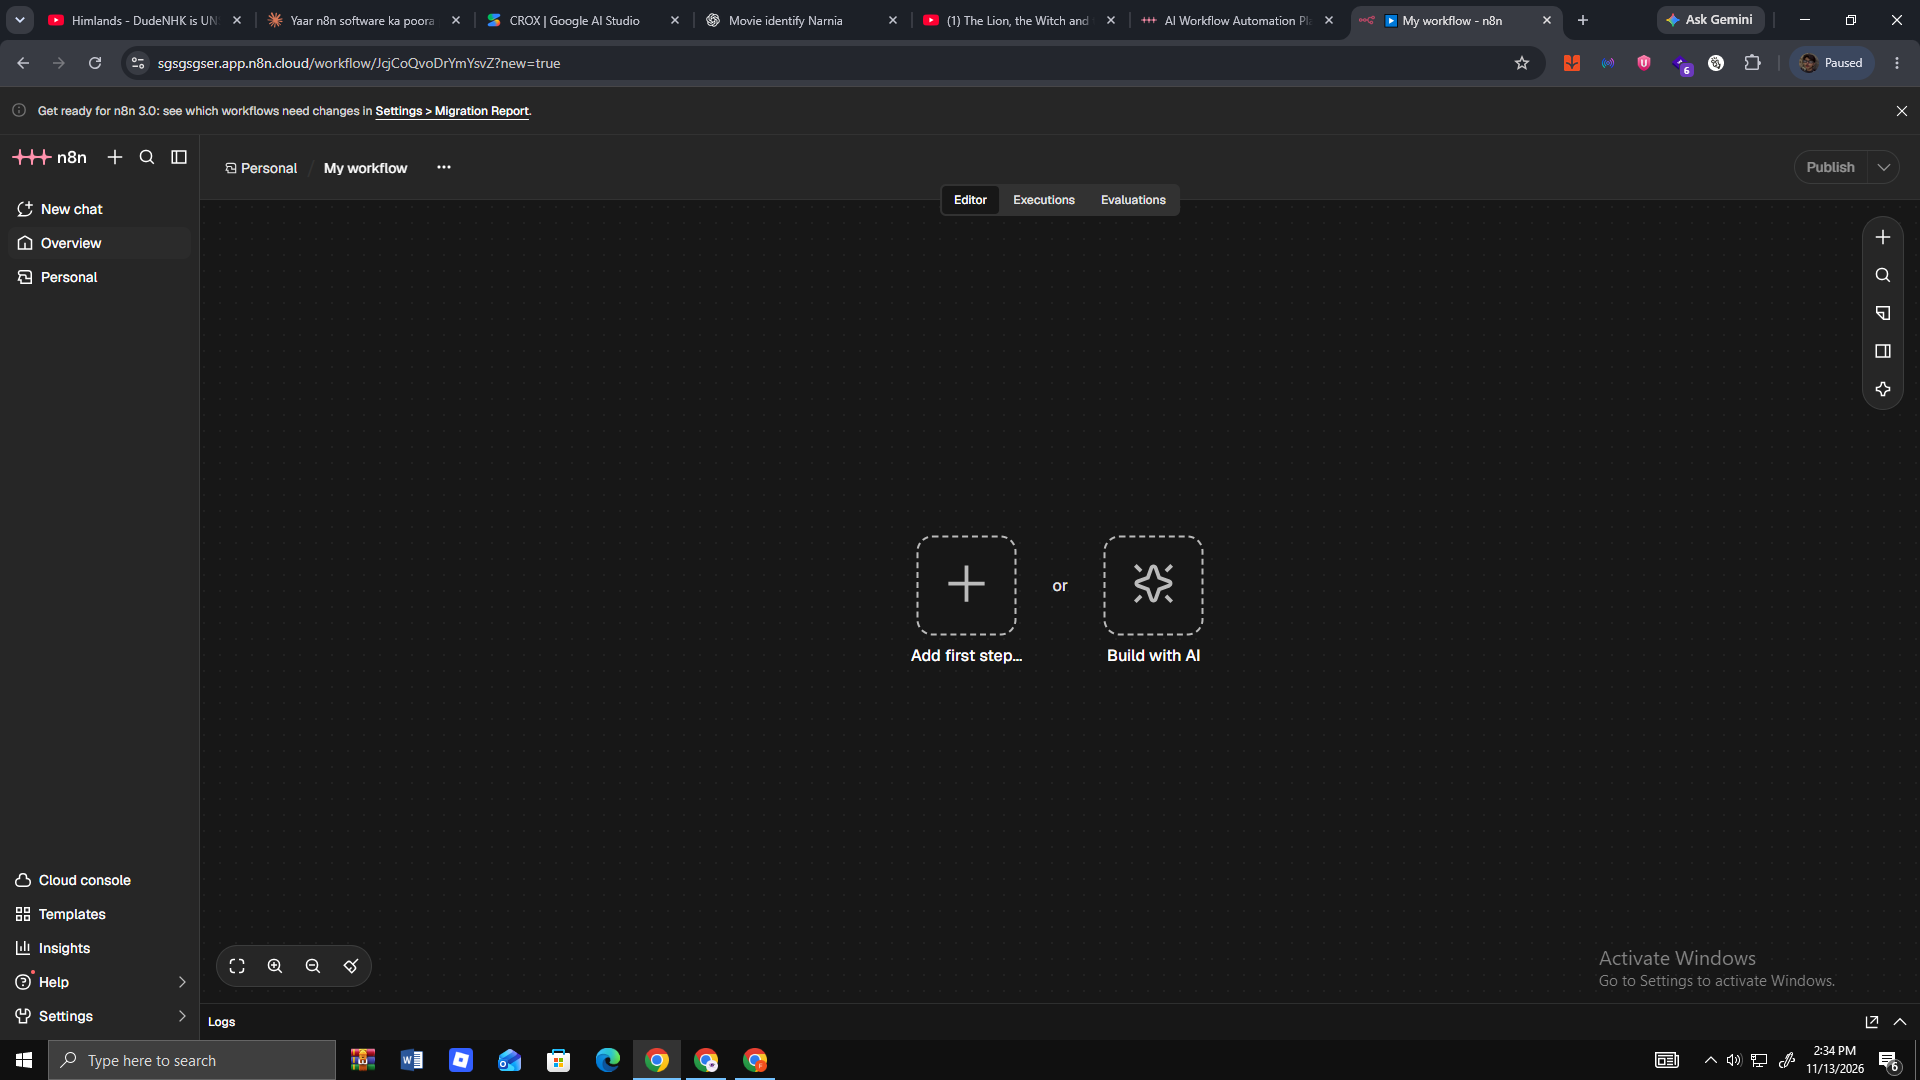 Himlands - DudeNHK is UN
Yaar n8n software ka poora
CROX | Google AI Studio
Movie identify Narnia
(1) The Lion, the Witch and
AI Workflow Automation Pl
My workflow - n8n
Ask Gemini
sgsgsgser.app.n8n.cloud/workflow/JcjCoQvoDrYmYsvZ?new=true
6
Paused
Get ready for n8n 3.0: see which workflows need changes in Settings > Migration Report.
n8n
Personal / My workflow
Publish
Editor
Executions
Evaluations
New chat
Overview
Personal
Add first step...
or
Build with AI
Cloud console
Templates
Insights
Help
Settings
Activate Windows
Go to Settings to activate Windows.
Logs
Type here to search
2:34 PM
11/13/2026
6